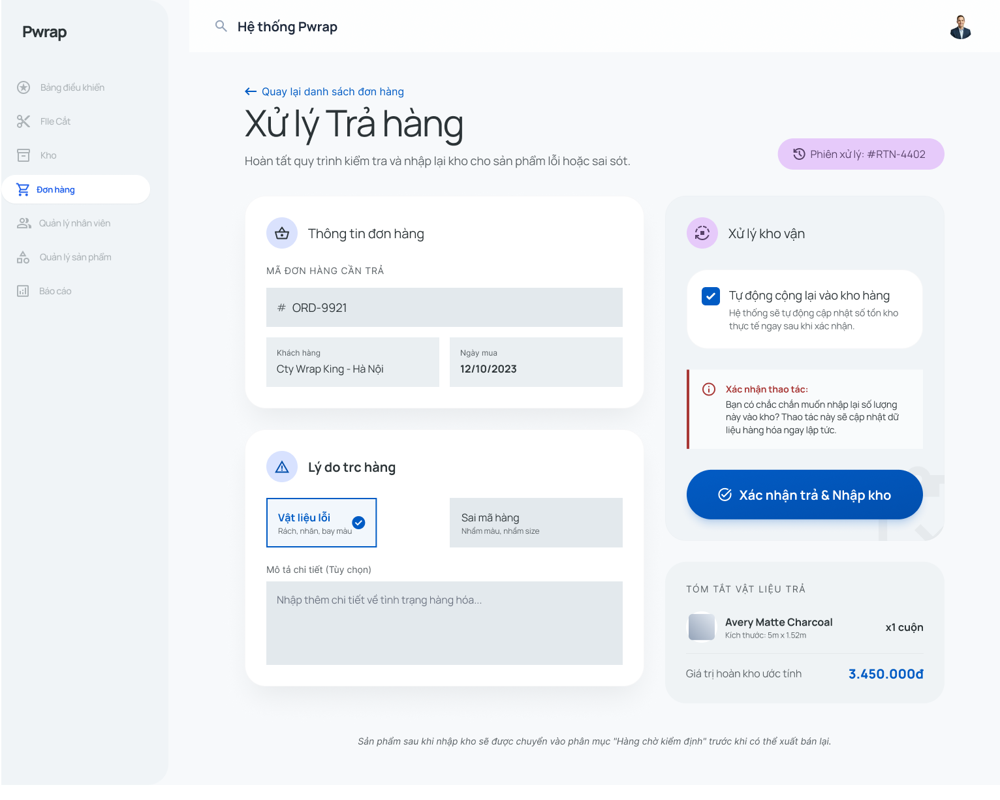 Pwrap
Hệ thống Pwrap
Bảng điều khiển
FIle Cắt
Kho
Đơn hàng
Quản lý nhân viên
Quản lý sản phẩm
Báo cáo
Quay lại danh sách đơn hàng
Xử lý Trả hàng
Hoàn tất quy trình kiểm tra và nhập lại kho cho sản phẩm lỗi hoặc sai sót.
Phiên xử lý: #RTN-4402
Thông tin đơn hàng
MÃ ĐƠN HÀNG CẦN TRẢ
# ORD-9921
Khách hàng
Cty Wrap King - Hà Nội
Ngày mua
12/10/2023
Lý do trc hàng
Vật liệu lỗi
Rách, nhăn, bay màu
Sai mã hàng
Nhầm màu, nhầm size
Mô tả chi tiết (Tùy chọn)
Nhập thêm chi tiết về tình trạng hàng hóa...
Xử lý kho vận
Tự động cộng lại vào kho hàng
Hệ thống sẽ tự động cập nhật số tồn kho
thực tế ngay sau khi xác nhận.
Xác nhận thao tác:
Bạn có chắc chắn muốn nhập lại số lượng
này vào kho? Thao tác này sẽ cập nhật dữ
liệu hàng hóa ngay lập tức.
Xác nhận trả & Nhập kho
TÓM TẮT VẬT LIỆU TRẢ
Avery Matte Charcoal
Kích thước: 5m x 1.52m
x1 cuộn
Giá trị hoàn kho ước tính
3.450.000đ
Sản phẩm sau khi nhập kho sẽ được chuyển vào phân mục "Hàng chờ kiểm định" trước khi có thể xuất bán lại.